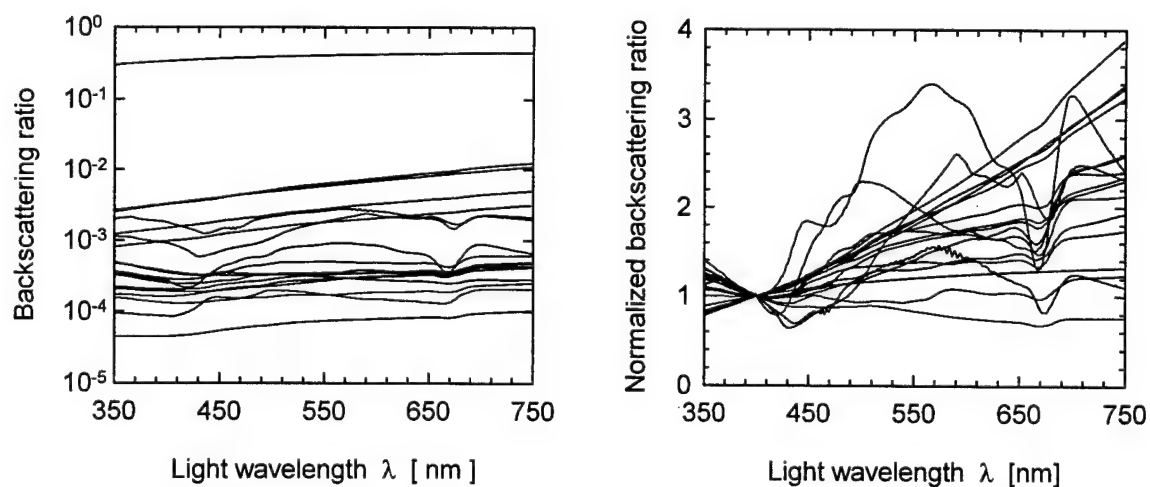 Backscattering ratio
10^0
10^-1
10^-2
10^-3
10^-4
10^-5
350 450 550 650 750
Light wavelength λ [ nm ]
Normalized backscattering ratio
4
3
2
1
0
350 450 550 650 750
Light wavelength λ [nm]